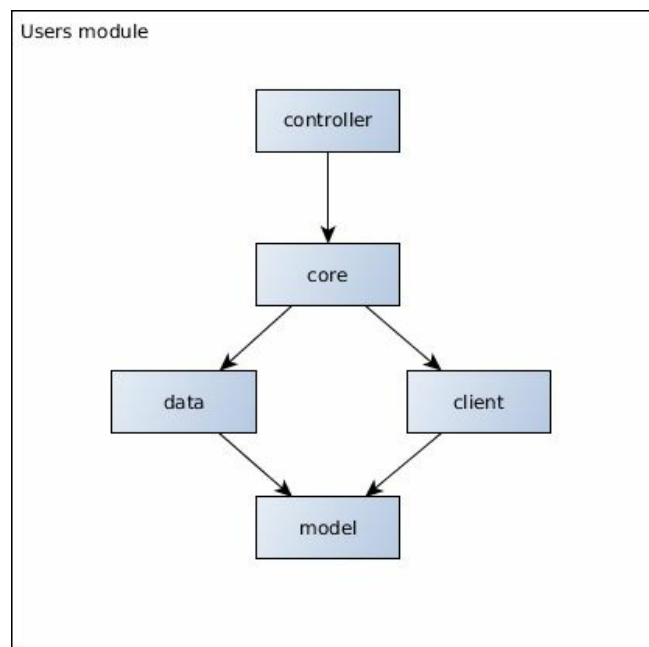 Users module
controller
core
data
client
model